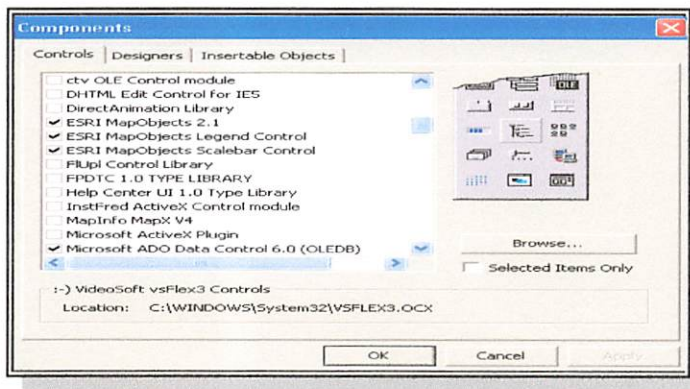 Components
Controls
Designers
Insertable Objects
ctv OLE Control module
DHTML Edit Control for IE5
DirectAnimation Library
ESRI MapObjects 2.1
ESRI MapObjects Legend Control
ESRI MapObjects Scalebar Control
FlUpl Control Library
FPDTC 1.0 TYPE LIBRARY
Help Center UI 1.0 Type Library
InstFred ActiveX Control module
MapInfo MapX V4
Microsoft ActiveX Plugin
Microsoft ADO Data Control 6.0 (OLEDB)
OLE
Browse...
Selected Items Only
:-) VideoSoft vsFlex3 Controls
Location: C:\WINDOWS\System32\VSFLEX3.OCX
OK
Cancel
Apply